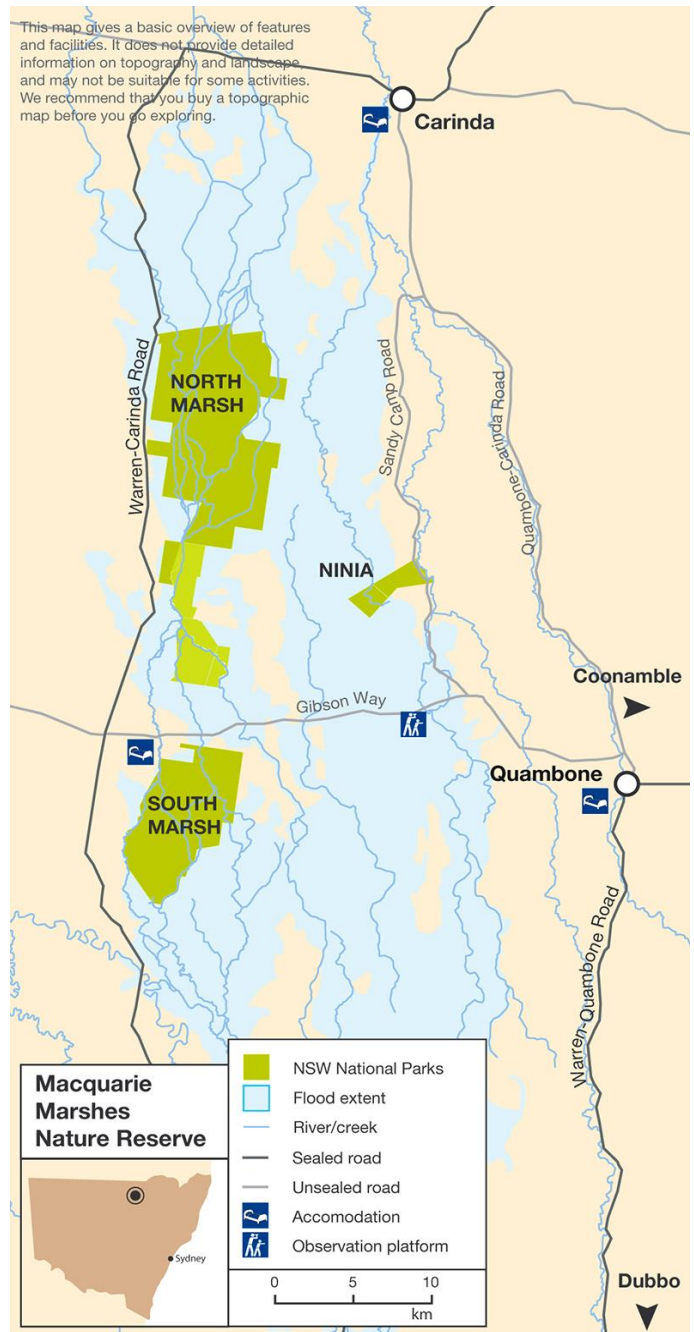 This map gives a basic overview of features
and facilities. It does not provide detailed
information on topography and landscape,
and may not be suitable for some activities.
We recommend that you buy a topographic
map before you go exploring.
Carinda
Warren-Carinda Road
NORTH
MARSH
Sandy Camp Road
Quambone-Carinda Road
NINIA
Coonamble
Gibson Way
Quambone
SOUTH
MARSH
Warren-Quambone Road
Macquarie
Marshes
Nature Reserve
Sydney
NSW National Parks
Flood extent
River/creek
Sealed road
Unsealed road
Accomodation
Observation platform
0 5 10
km
Dubbo